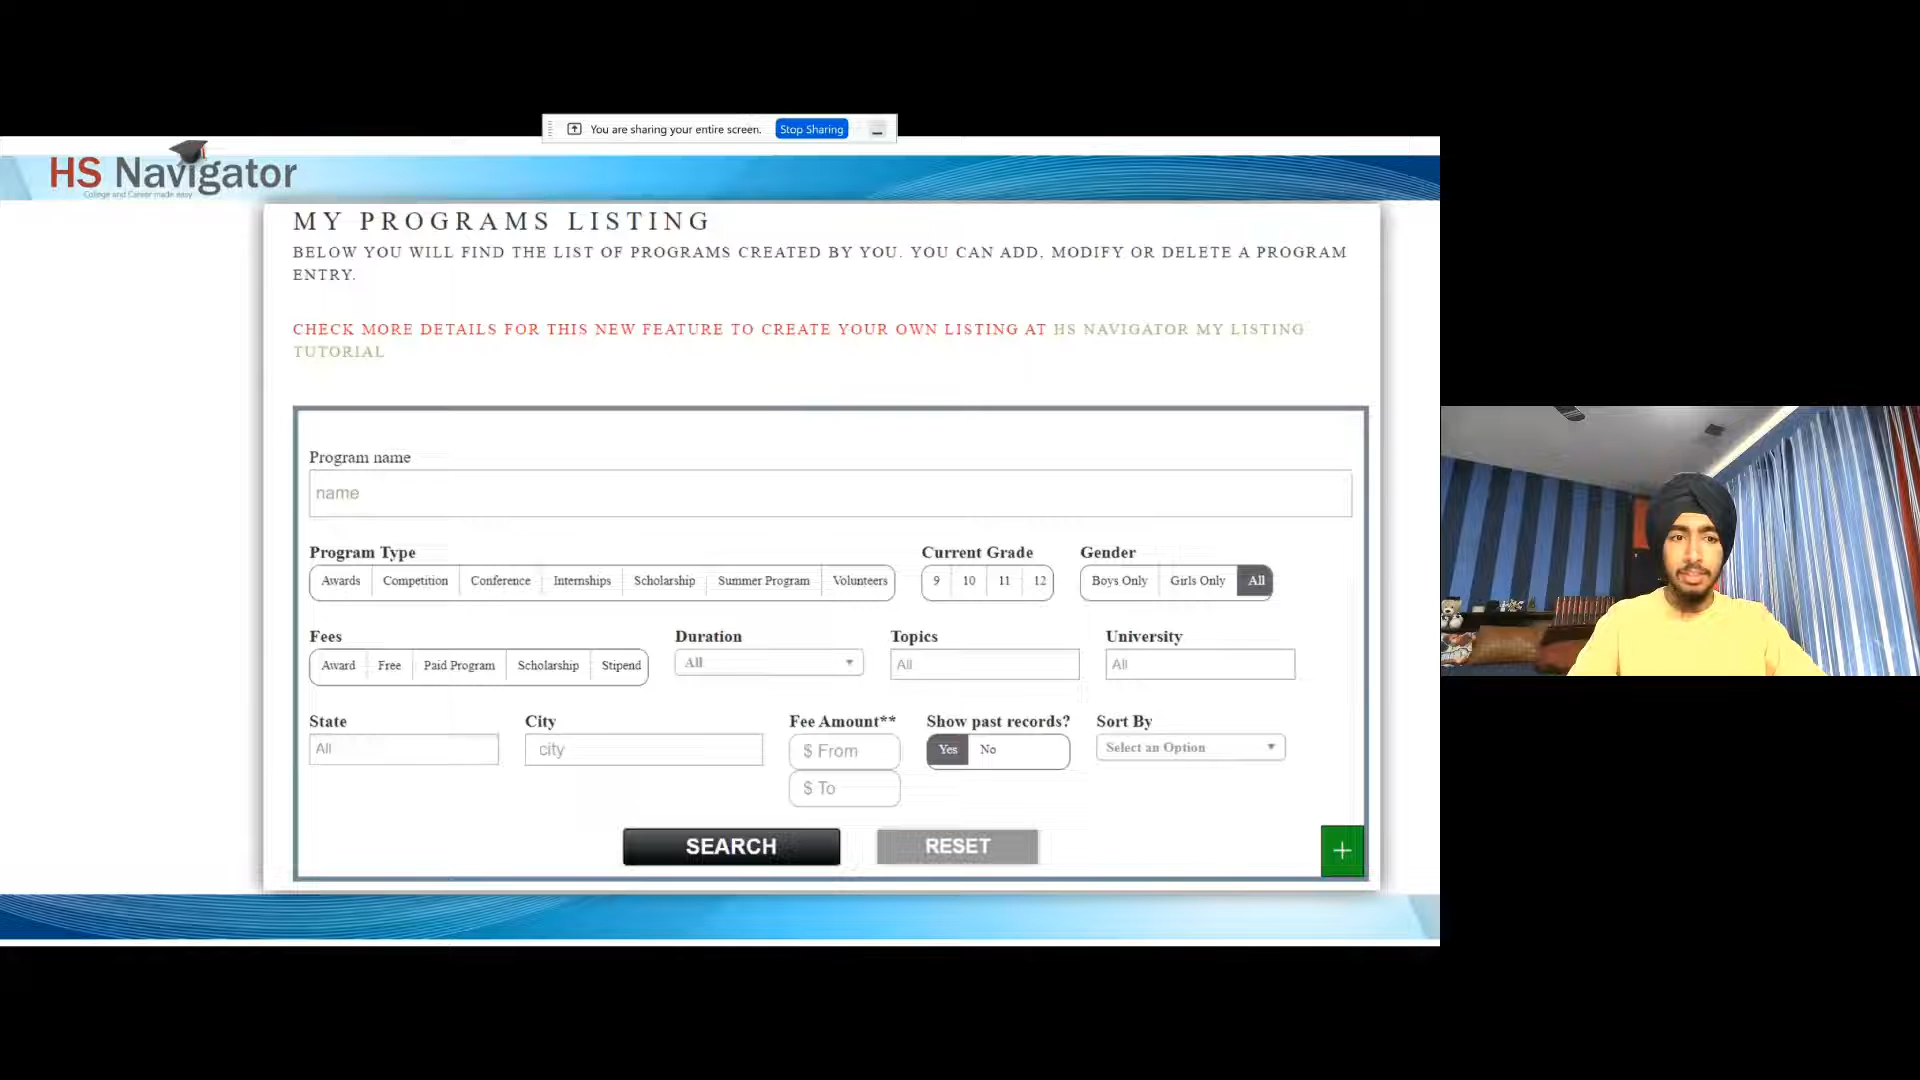 You are sharing your entire screen. Stop Sharing
HS Navigator
College and Career made easy
MY PROGRAMS LISTING
BELOW YOU WILL FIND THE LIST OF PROGRAMS CREATED BY YOU. YOU CAN ADD, MODIFY OR DELETE A PROGRAM
ENTRY.
CHECK MORE DETAILS FOR THIS NEW FEATURE TO CREATE YOUR OWN LISTING AT HS NAVIGATOR MY LISTING
TUTORIAL
Program name
name
Program Type Current Grade Gender
Awards Competition Conference Internships Scholarship Summer Program Volunteers 9 10 11 12 Boys Only Girls Only All
Fees Duration Topics University
Award Free Paid Program Scholarship Stipend All All All
State City Fee Amount** Show past records? Sort By
All city $ From Yes No Select an Option
$ To
SEARCH RESET +